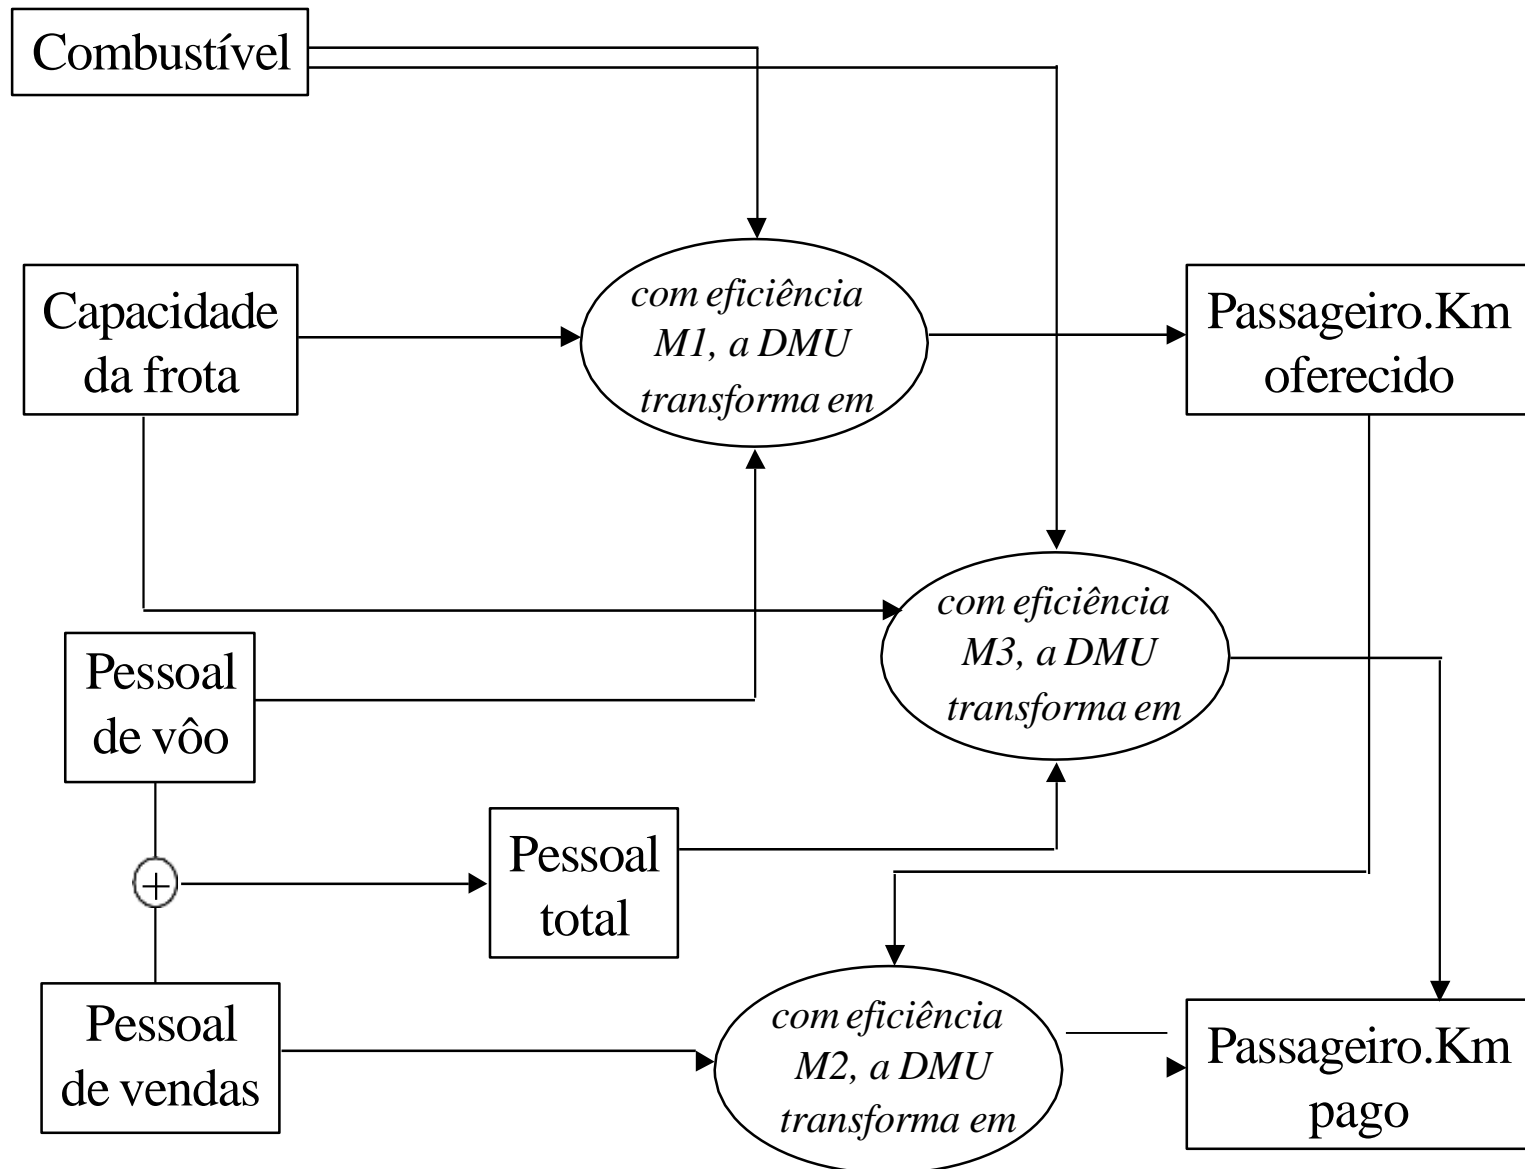 Combustível
Capacidade
da frota
com eficiência
M1, a DMU
transforma em
Passageiro.Km
oferecido
com eficiência
M3, a DMU
transforma em
Pessoal
de vôo
Pessoal
total
+
Pessoal
de vendas
com eficiência
M2, a DMU
transforma em
Passageiro.Km
pago